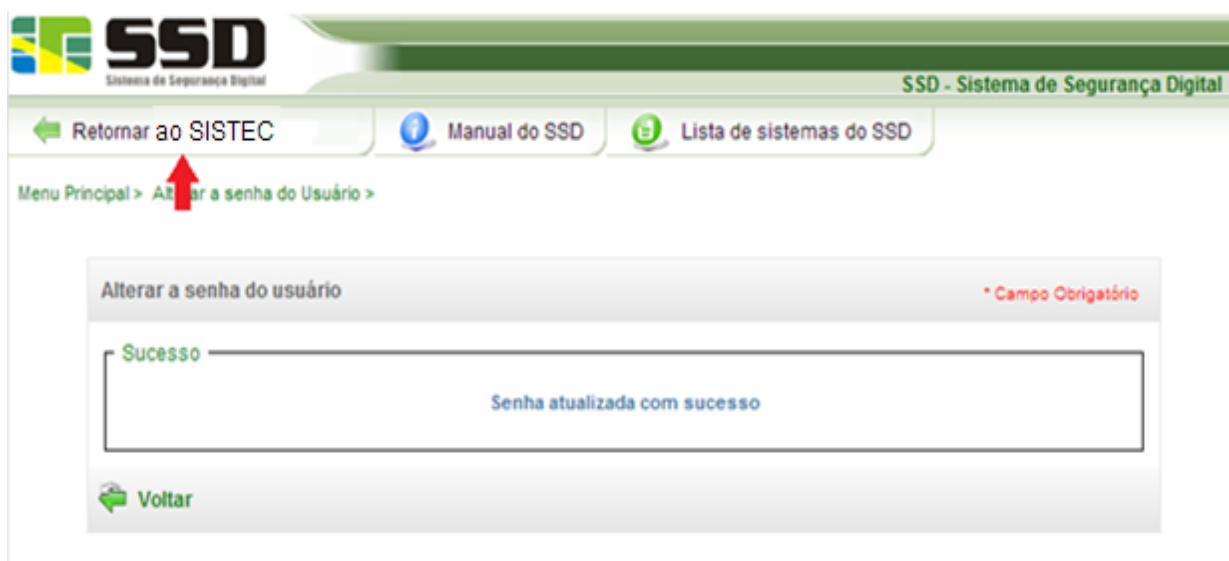 SSD
Sistema de Segurança Digital
SSD - Sistema de Segurança Digital
Retornar ao SISTEC
Manual do SSD
Lista de sistemas do SSD
Menu Principal > Alterar a senha do Usuário >
Alterar a senha do usuário
* Campo Obrigatório
Sucesso
Senha atualizada com sucesso
Voltar